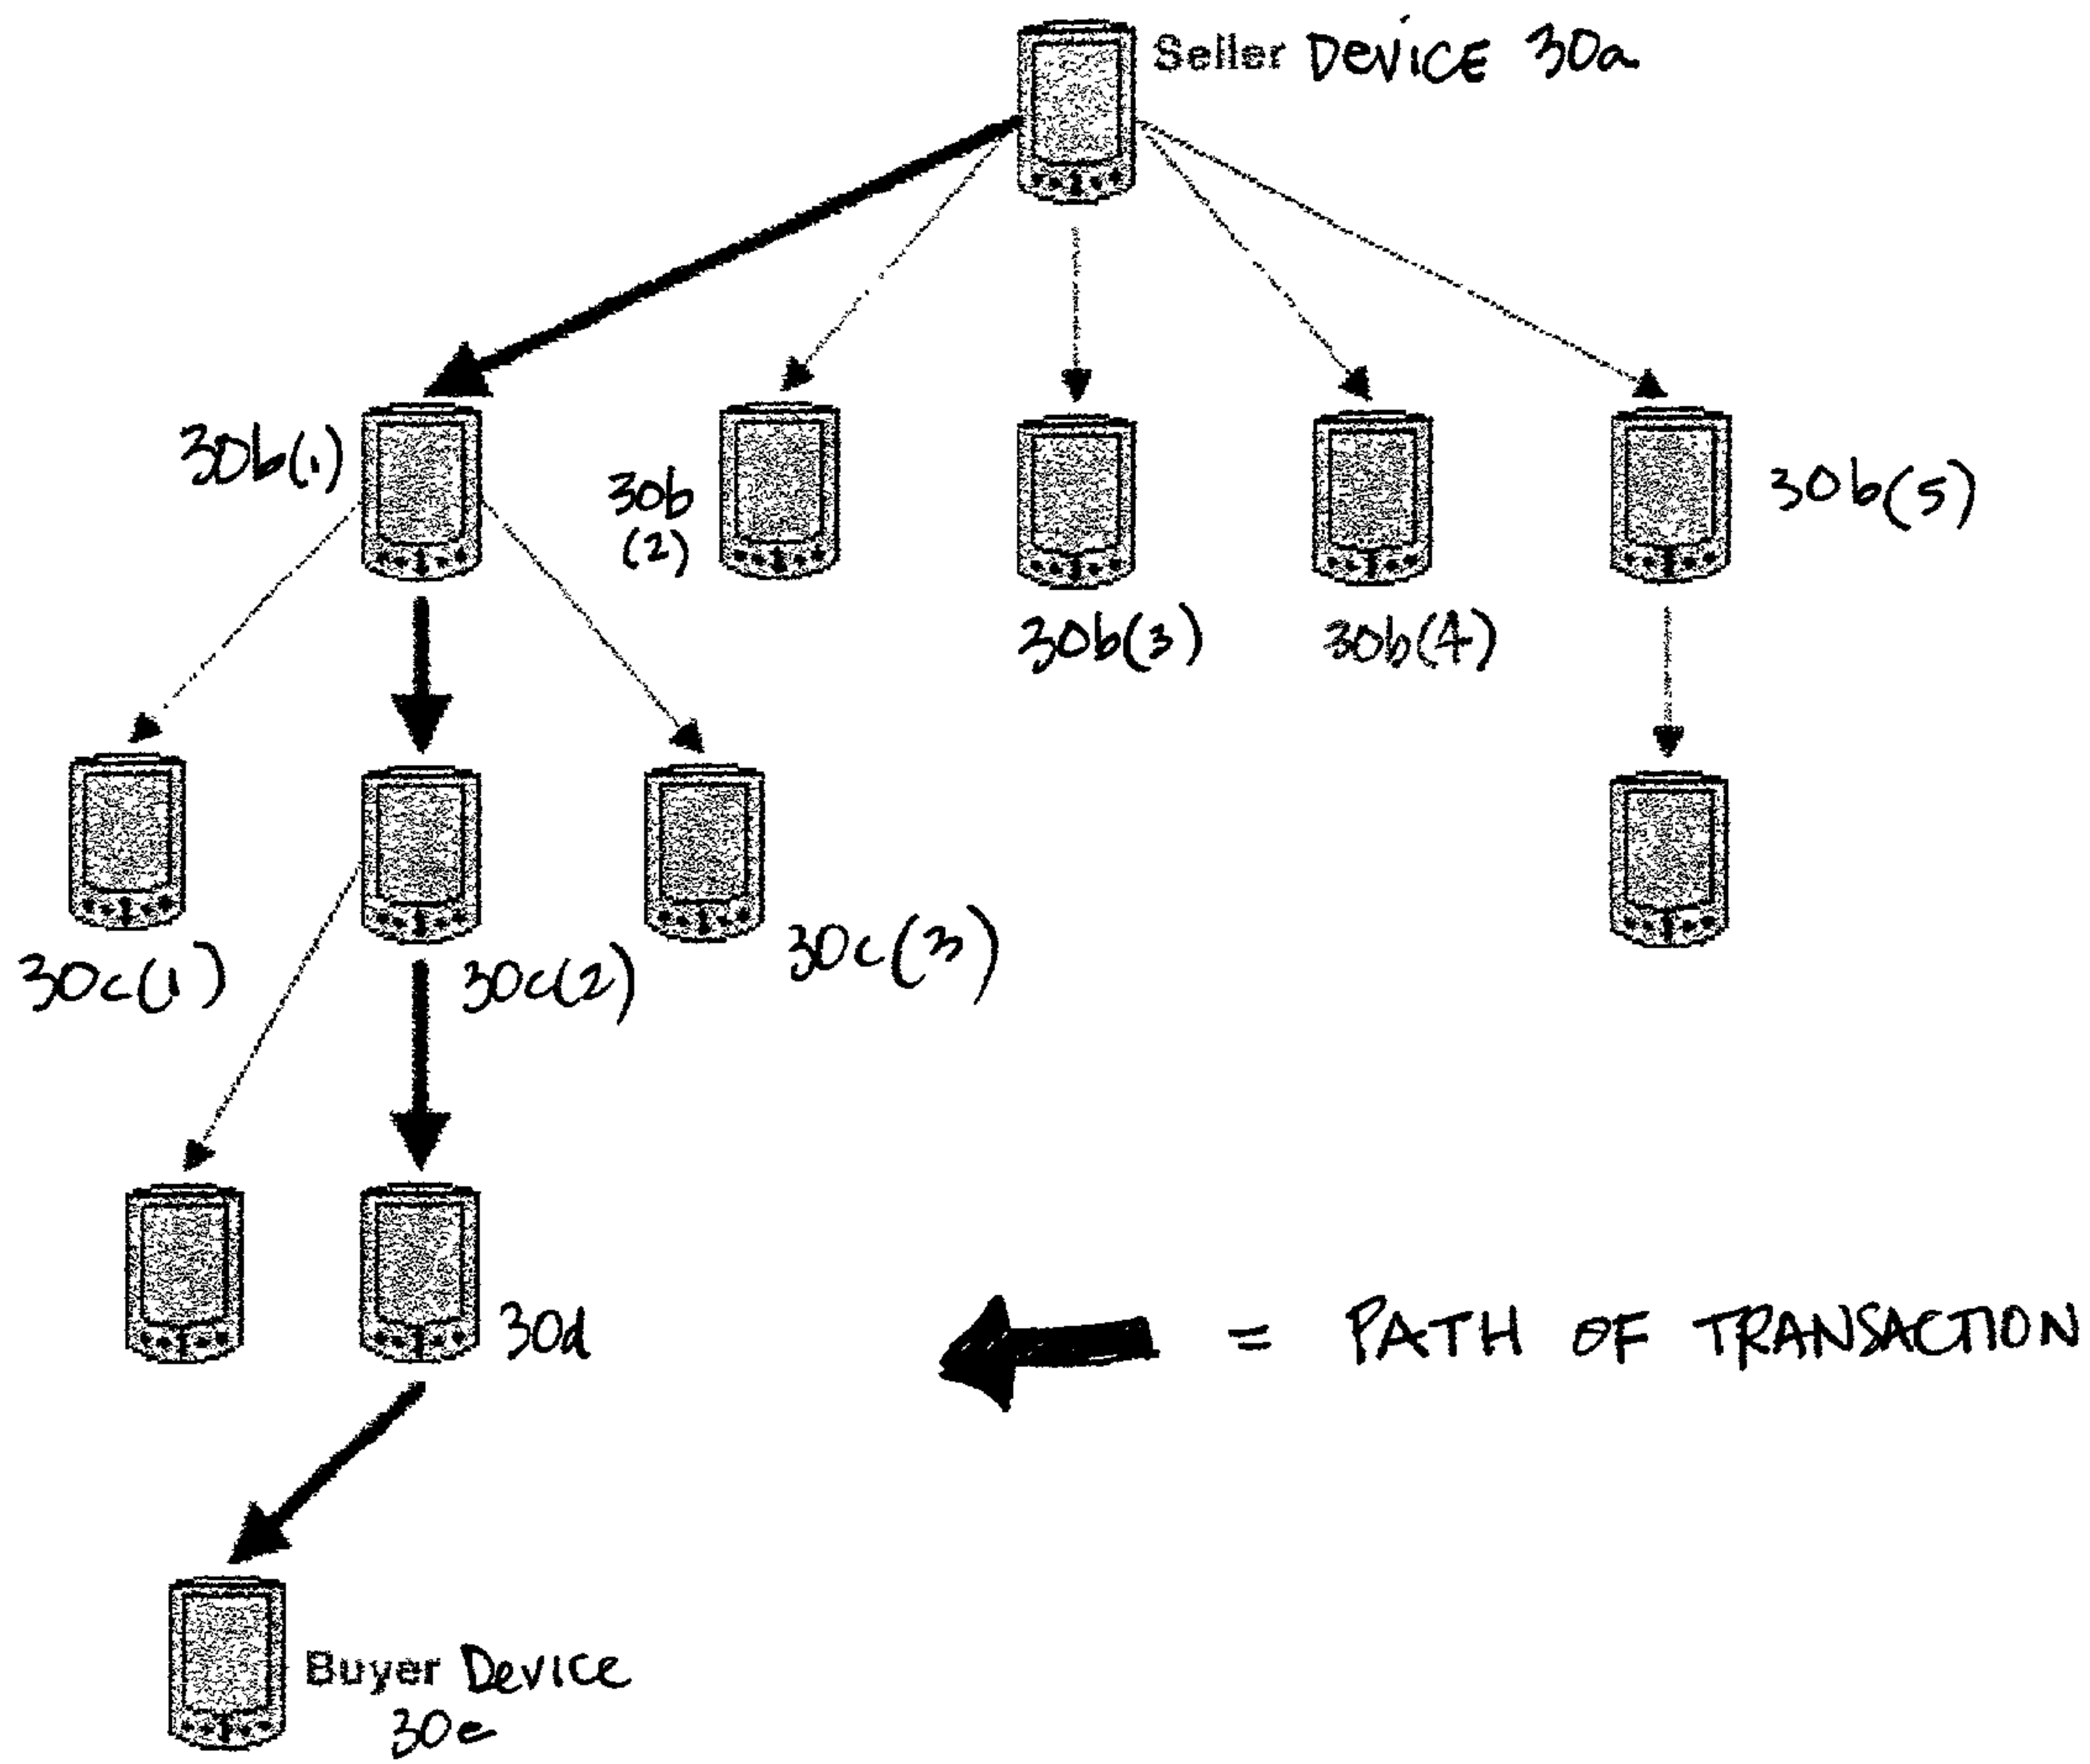 Seller DEVICE 30a
30b(1)
30b
(2)
30b(3)
30b(4)
30b(5)
30c(1)
30c(2)
30c(3)
30d
= PATH OF TRANSACTION
Buyer Device
30e